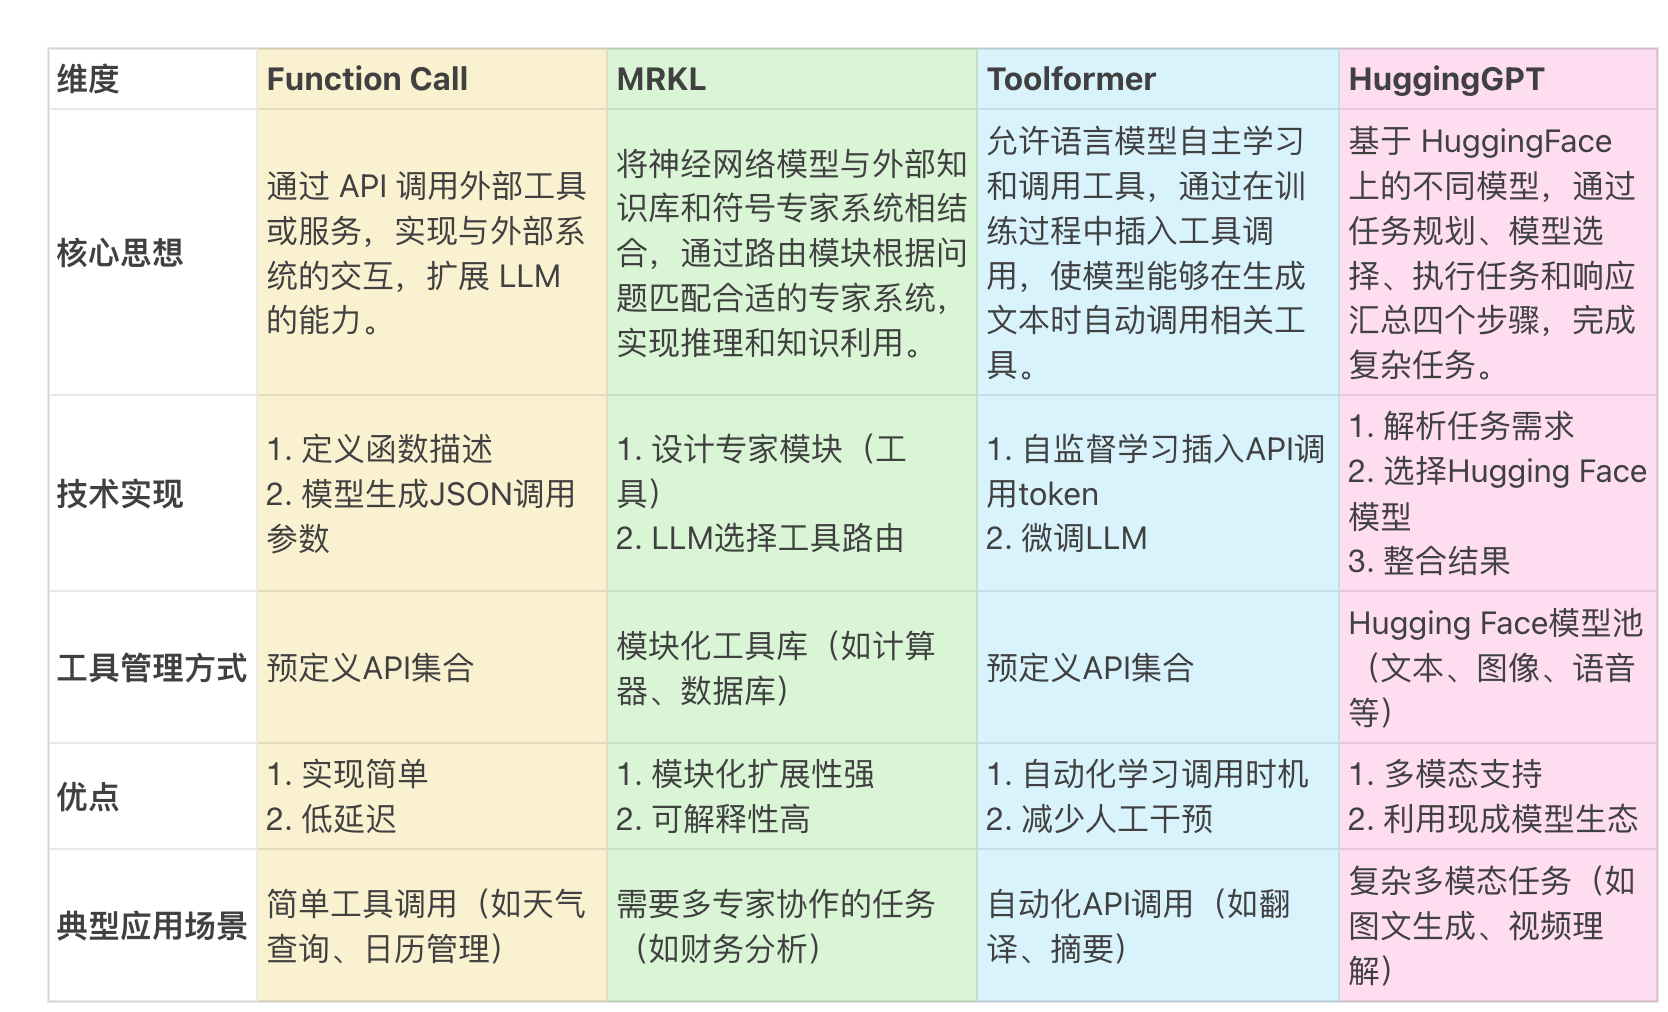 维度
Function Call
MRKL
Toolformer
HuggingGPT
核心思想
通过 API 调用外部工具
或服务，实现与外部系
统的交互，扩展 LLM
的能力。
将神经网络模型与外部知
识库和符号专家系统相结
合，通过路由模块根据问
题匹配合适的专家系统，
实现推理和知识利用。
允许语言模型自主学习
和调用工具，通过在训
练过程中插入工具调
用，使模型能够在生成
文本时自动调用相关工
具。
基于 HuggingFace
上的不同模型，通过
任务规划、模型选
择、执行任务和响应
汇总四个步骤，完成
复杂任务。
技术实现
1. 定义函数描述
2. 模型生成JSON调用
参数
1. 设计专家模块（工
具）
2. LLM选择工具路由
1. 自监督学习插入API调
用token
2. 微调LLM
1. 解析任务需求
2. 选择Hugging Face
模型
3. 整合结果
工具管理方式
预定义API集合
模块化工具库（如计算
器、数据库）
预定义API集合
Hugging Face模型池
（文本、图像、语音
等）
优点
1. 实现简单
2. 低延迟
1. 模块化扩展性强
2. 可解释性高
1. 自动化学习调用时机
2. 减少人工干预
1. 多模态支持
2. 利用现成模型生态
典型应用场景
简单工具调用（如天气
查询、日历管理）
需要多专家协作的任务
（如财务分析）
自动化API调用（如翻
译、摘要）
复杂多模态任务（如
图文生成、视频理
解）